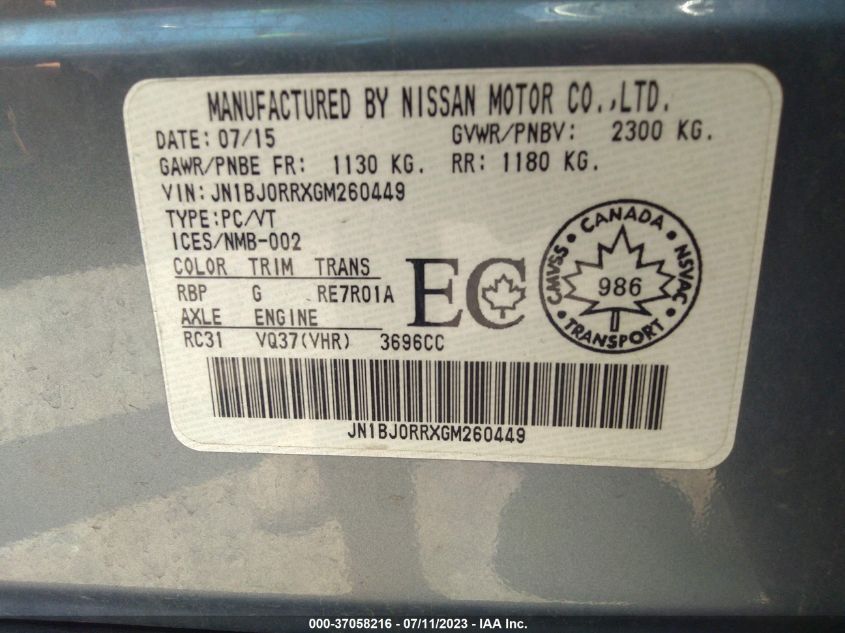 MANUFACTURED BY NISSAN MOTOR CO.,LTD.
DATE: 07/15 GVWR/PNBV: 2300 KG.
GAWR/PNBE FR: 1130 KG. RR: 1180 KG.
VIN: JN1BJ0RRXGM260449
TYPE:PC/VT
ICES/NMB-002
COLOR TRIM TRANS
RBP G RE7R01A
AXLE ENGINE
RC31 VQ37(VHR) 3696CC
EC
CANADA
CMVSS NSVAC
986
TRANSPORT
JN1BJ0RRXGM260449
000-37058216 - 07/11/2023 - IAA Inc.